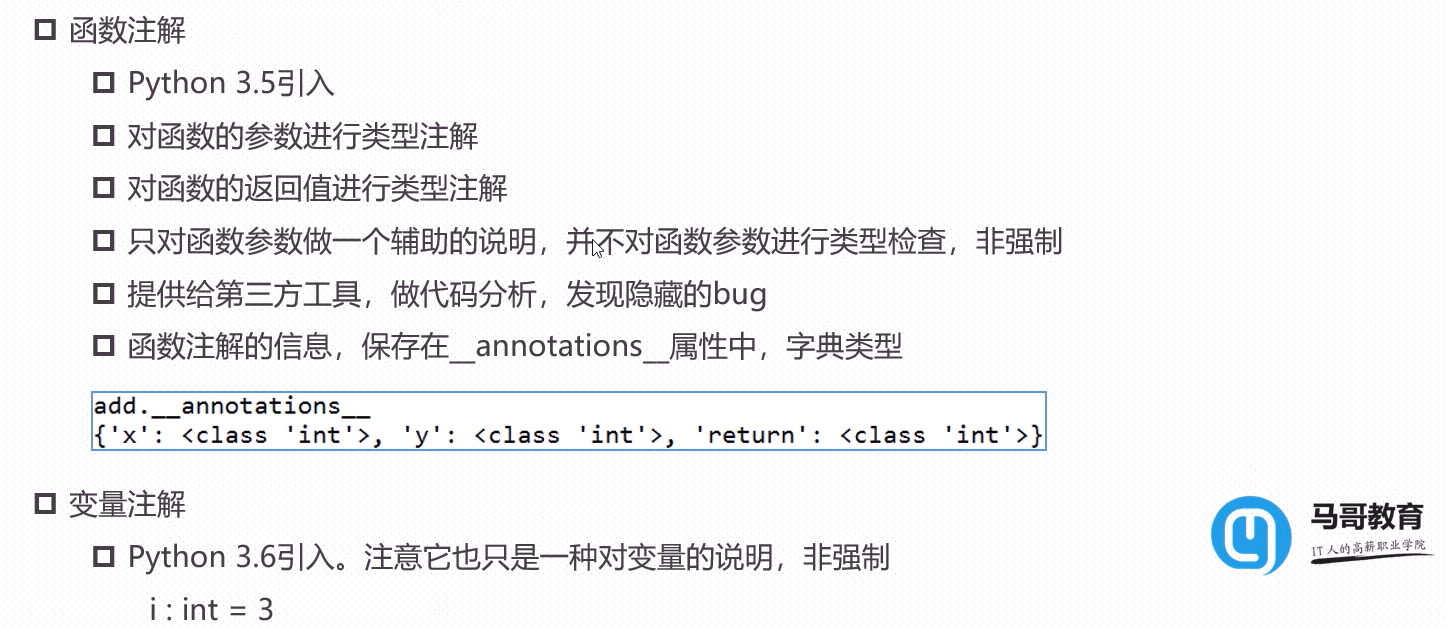 函数注解
Python 3.5引入
对函数的参数进行类型注解
对函数的返回值进行类型注解
只对函数参数做一个辅助的说明，并不对函数参数进行类型检查，非强制
提供给第三方工具，做代码分析，发现隐藏的bug
函数注解的信息，保存在__annotations__属性中，字典类型
add.__annotations__
{'x': <class 'int'>, 'y': <class 'int'>, 'return': <class 'int'>}
变量注解
Python 3.6引入。注意它也只是一种对变量的说明，非强制
i : int = 3
马哥教育
IT人的高薪职业学院